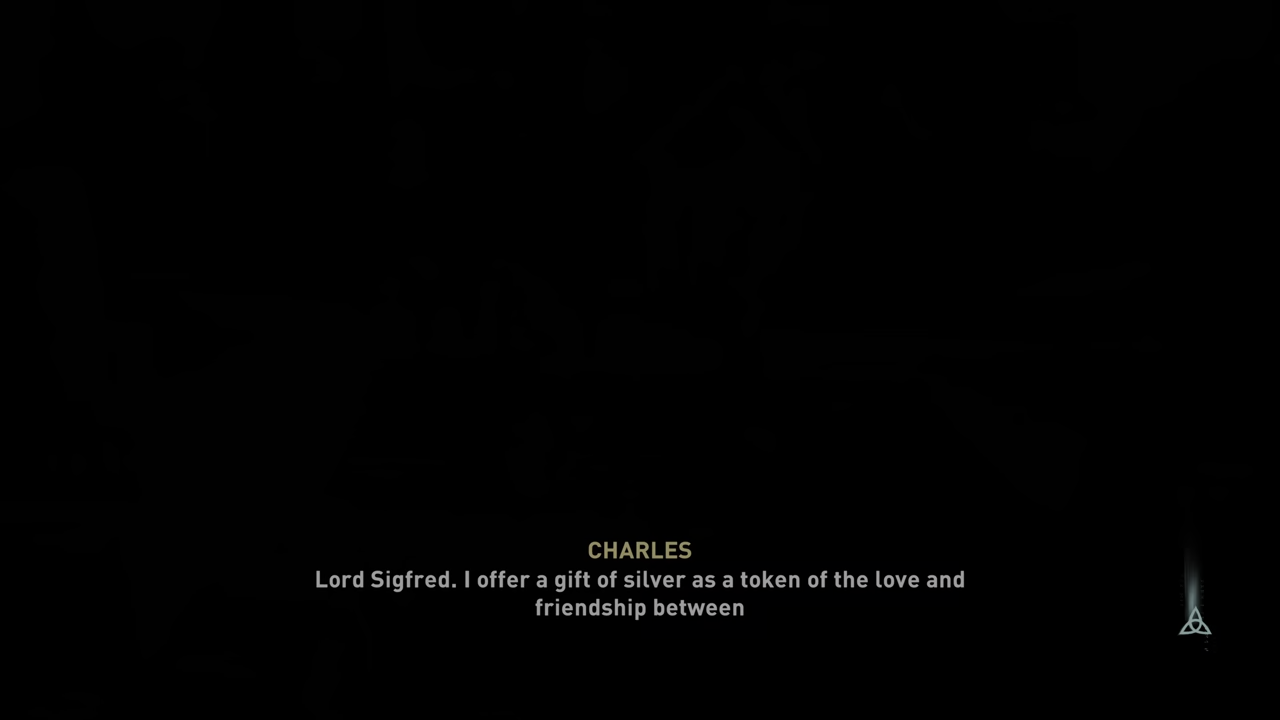 CHARLES
Lord Sigfred. I offer a gift of silver as a token of the love and
friendship between